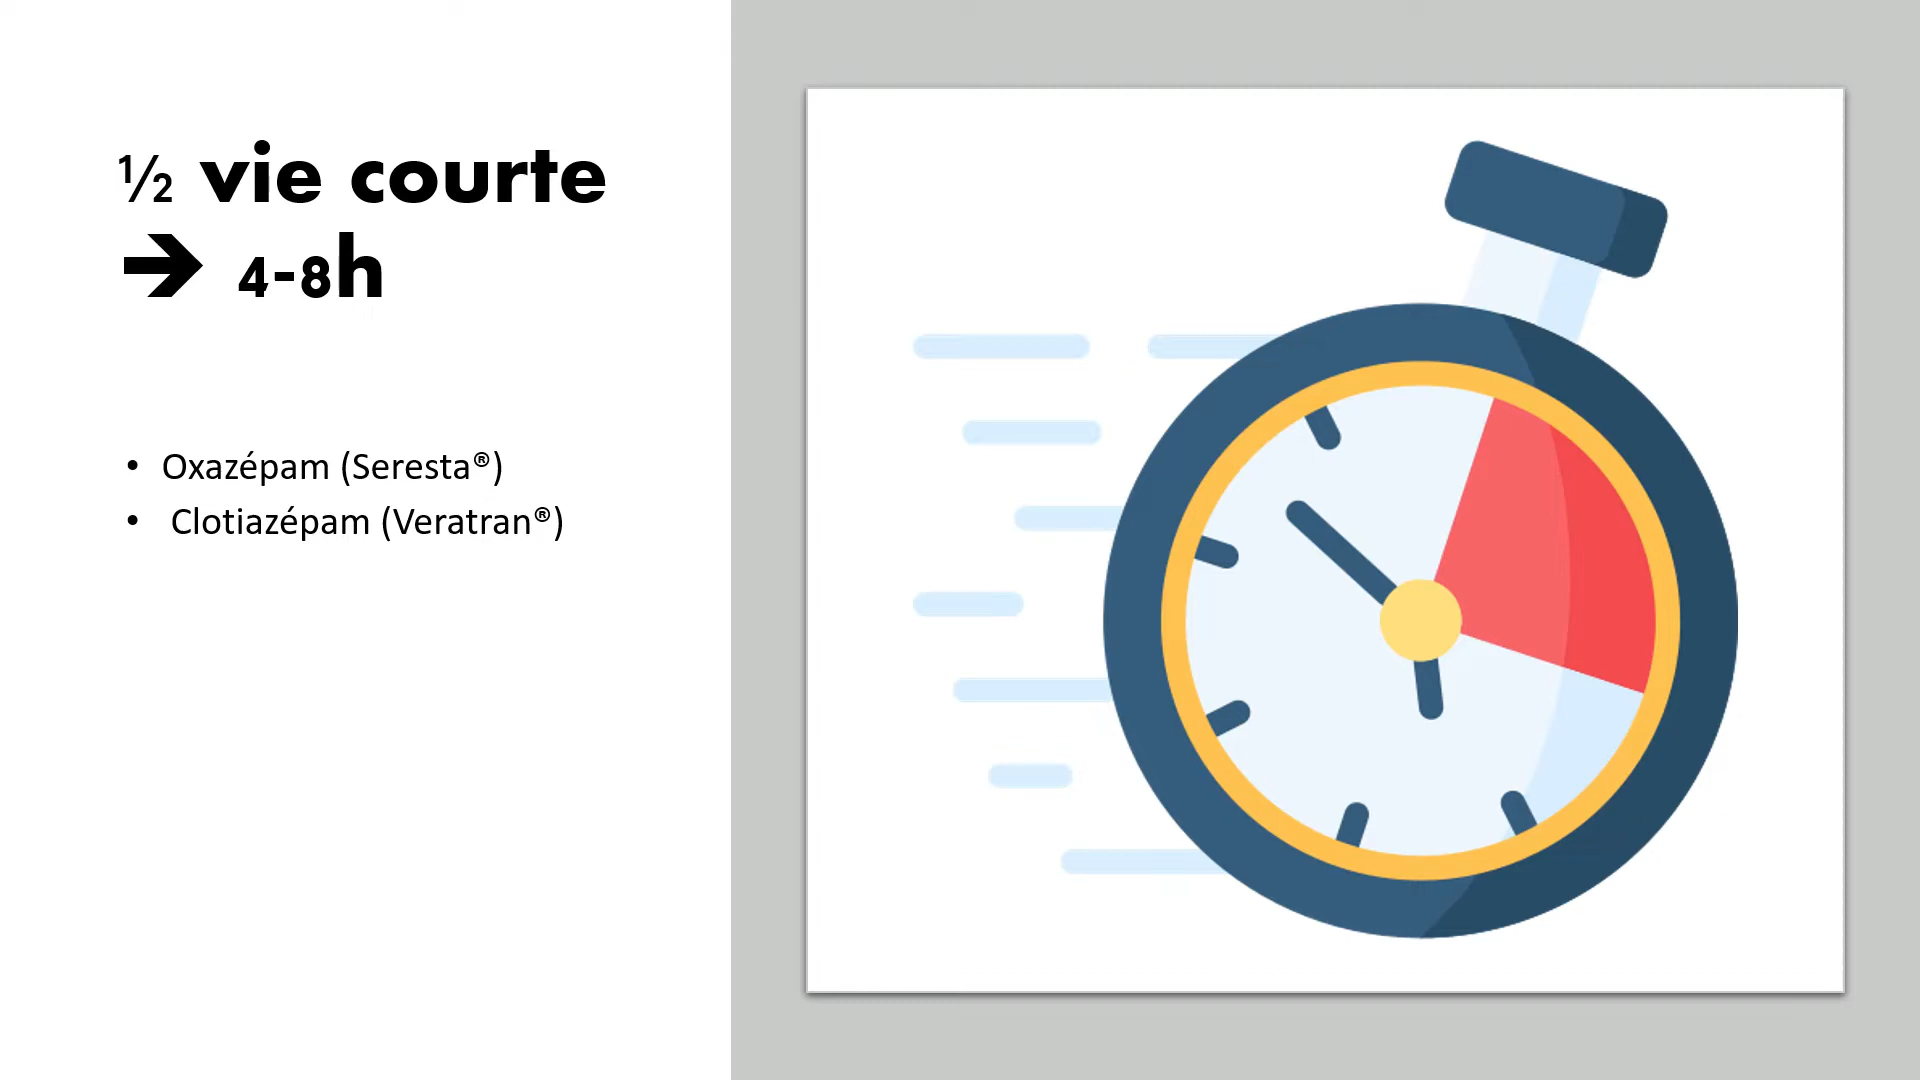 ½ vie courte
➔ 4-8h
• Oxazépam (Seresta®)
• Clotiazépam (Veratran®)